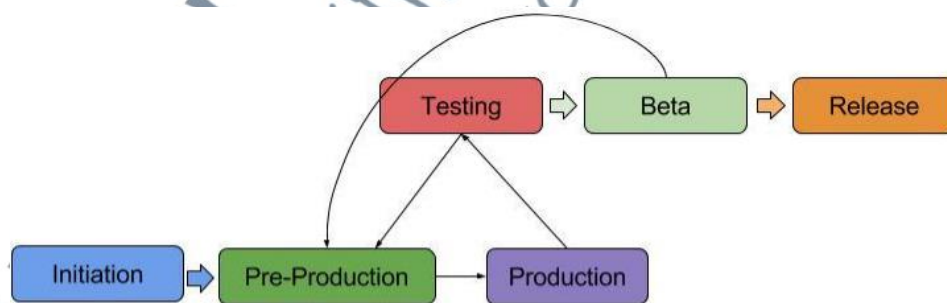 Testing
Beta
Release
Initiation
Pre-Production
Production